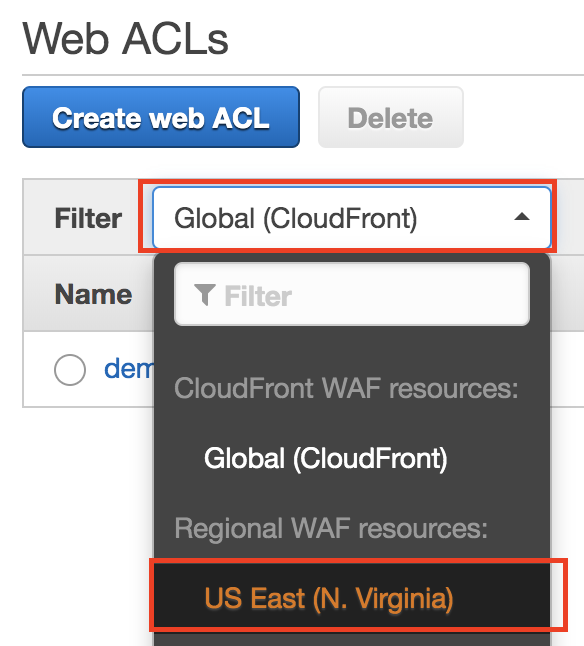 Web ACLs
Create web ACL Delete
Filter Global (CloudFront)
Filter
Name
CloudFront WAF resources:
dem
Global (CloudFront)
Regional WAF resources:
US East (N. Virginia)